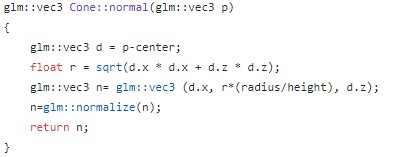 glm::vec3 Cone::normal(glm::vec3 p)
{
    glm::vec3 d = p-center;
    float r = sqrt(d.x * d.x + d.z * d.z);
    glm::vec3 n= glm::vec3 (d.x, r*(radius/height), d.z);
    n=glm::normalize(n);
    return n;
}